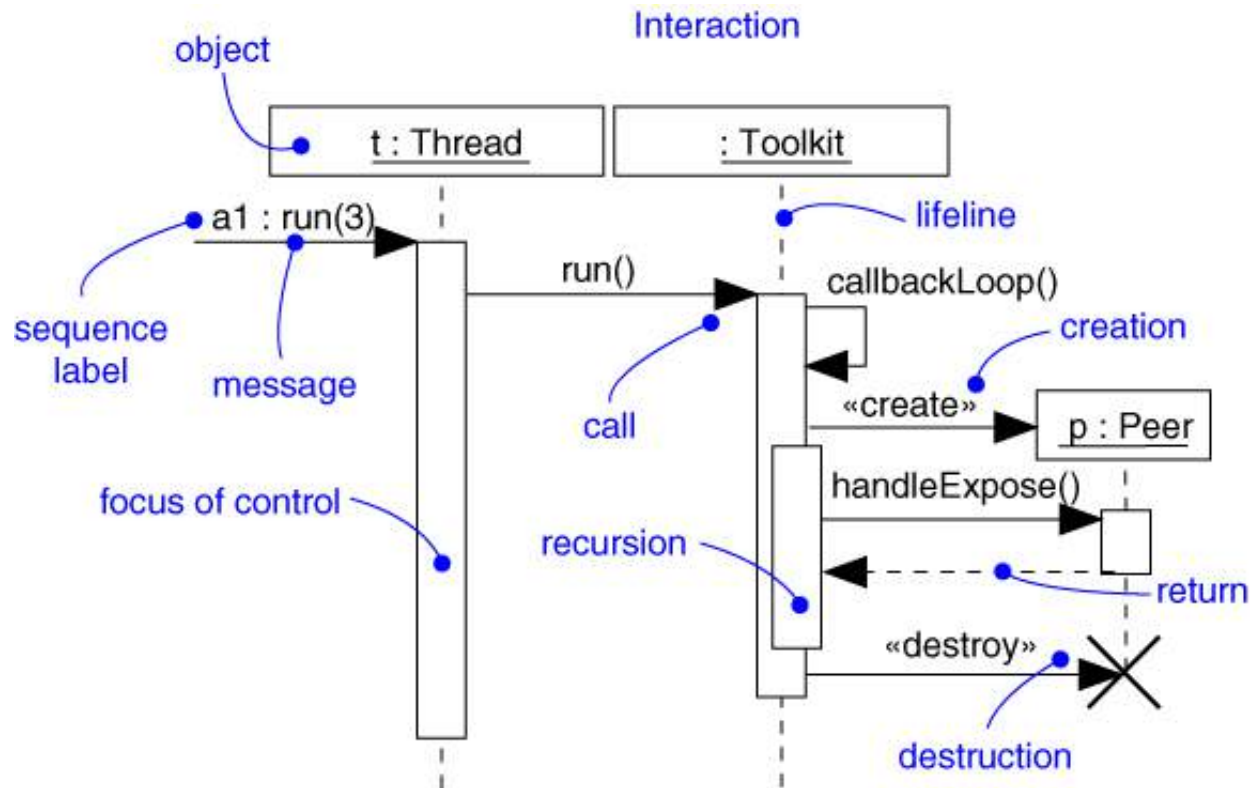 Interaction
object
t : Thread
: Toolkit
a1 : run(3)
lifeline
run()
callbackLoop()
sequence
label
message
call
creation
«create»
p : Peer
handleExpose()
focus of control
recursion
return
«destroy»
destruction